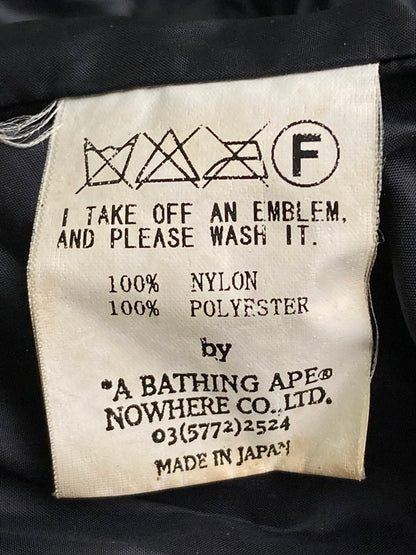 F
I TAKE OFF AN EMBLEM,
AND PLEASE WASH IT.
100% NYLON
100% POLYESTER
by
*A BATHING APE®
NOWHERE CO.,LTD.
03(5772)2524
MADE IN JAPAN